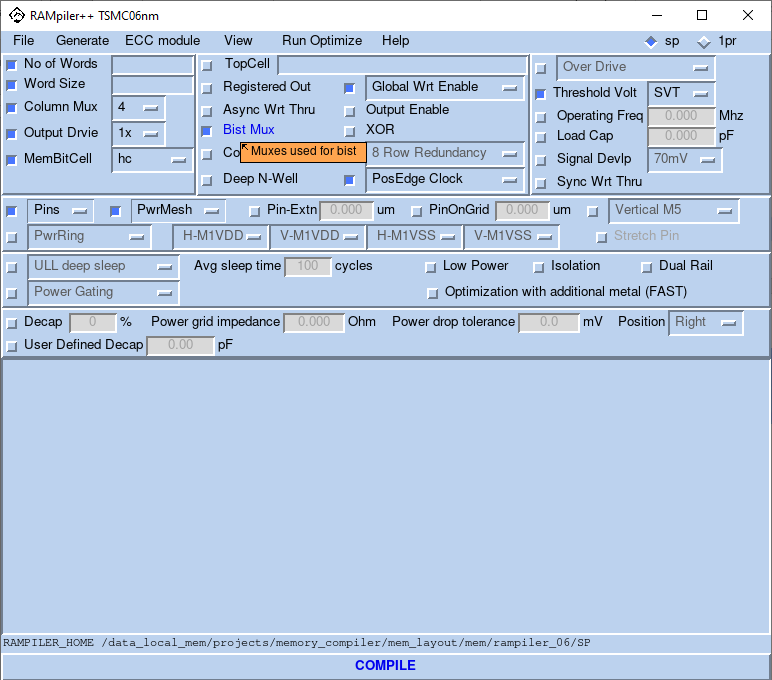 RAMpiler++ TSMC06nm
File Generate ECC module View Run Optimize Help sp 1pr
No of Words
Word Size
Column Mux 4
Output Drvie 1x
MemBitCell hc
TopCell
Registered Out Global Wrt Enable
Async Wrt Thru Output Enable
Bist Mux XOR
Co Muxes used for bist 8 Row Redundancy
Deep N-Well PosEdge Clock
Over Drive
Threshold Volt SVT
Operating Freq 0.000 Mhz
Load Cap 0.000 pF
Signal Devlp 70mV
Sync Wrt Thru
Pins PwrMesh Pin-Extn 0.000 um PinOnGrid 0.000 um Vertical M5
PwrRing H-M1VDD V-M1VDD H-M1VSS V-M1VSS Stretch Pin
ULL deep sleep Avg sleep time 100 cycles Low Power Isolation Dual Rail
Power Gating Optimization with additional metal (FAST)
Decap 0 % Power grid impedance 0.000 Ohm Power drop tolerance 0.0 mV Position Right
User Defined Decap 0.00 pF
RAMPILER_HOME /data_local_mem/projects/memory_compiler/mem_layout/mem/rampiler_06/SP
COMPILE